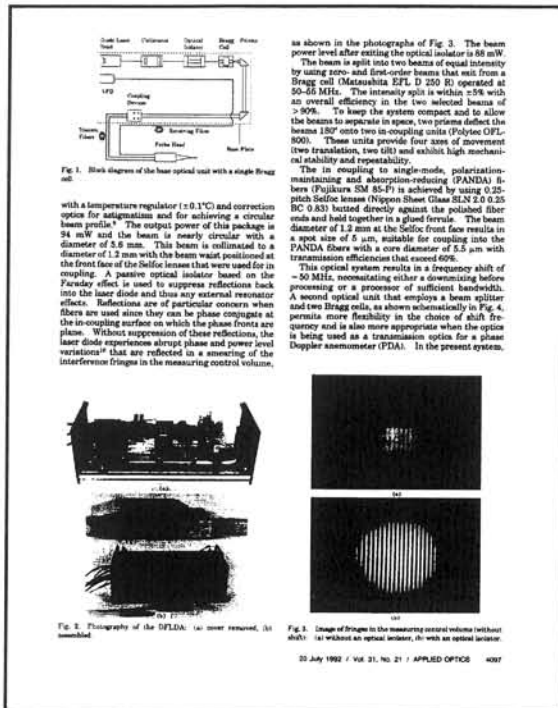 Diode Laser
Head
Collimator
Optical
Isolator
Bragg
Cell
Prisms
LPD
Coupling
Devices
Transm.
Fibers
Receiving Fiber
Probe Head
Base Plate
Fig. 1. Block diagram of the base optical unit with a single Bragg
cell.
with a temperature regulator (±0.1°C) and correction
optics for astigmatism and for achieving a circular
beam profile. The output power of this package is
94 mW and the beam is nearly circular with a
diameter of 5.6 mm. This beam is collimated to a
diameter of 1.2 mm with the beam waist positioned at
the front face of the Selfoc lenses that were used for in
coupling. A passive optical isolator based on the
Faraday effect is used to suppress reflections back
into the laser diode and thus any external resonator
effects. Reflections are of particular concern when
fibers are used since they can be phase conjugated at
the in-coupling surface on which the phase fronts are
plane. Without suppression of these reflections, the
laser diode experiences abrupt phase and power level
variations that are reflected in a smearing of the
interference fringes in the measuring control volume,
(a)
(b)
Fig. 2. Photography of the DFLDA: (a) cover removed, (b)
assembled
as shown in the photographs of Fig. 3. The beam
power level after exiting the optical isolator is 88 mW.
The beam is split into two beams of equal intensity
by using zero- and first-order beams that exit from a
Bragg cell (Matsushita EFL D 250 R) operated at
50–55 MHz. The intensity split is within ±5% with
an overall efficiency in the two selected beams of
>90%. To keep the system compact and to allow
the beams to separate in space, two prisms deflect the
beams 180° onto two in-coupling units (Polytec OFL-
800). These units provide four axes of movement
(two translation, two tilt) and exhibit high mechani-
cal stability and repeatability.
The in coupling to single-mode, polarization-
maintaining and absorption-reducing (PANDA) fi-
bers (Fujikura SM 85-P) is achieved by using 0.25-
pitch Selfoc lenses (Nippon Sheet Glass SLN 2.0 0.25
BC 0.83) butted directly against the polished fiber
ends and held together in a glued ferrule. The beam
diameter of 1.2 mm at the Selfoc front face results in
a spot size of 5 μm, suitable for coupling into the
PANDA fibers with a core diameter of 5.5 μm with
transmission efficiencies that exceed 60%.
This optical system results in a frequency shift of
~50 MHz, necessitating either a downmixing before
processing or a processor of sufficient bandwidth.
A second optical unit that employs a beam splitter
and two Bragg cells, as shown schematically in Fig. 4,
permits more flexibility in the choice of shift fre-
quency and is also more appropriate when the optics
is being used as a transmission optics for a phase
Doppler anemometer (PDA). In the present system,
(a)
Fig. 3. Image of fringes in the measuring control volume (without
shift): (a) without an optical isolator, (b) with an optical isolator.
20 July 1992 / Vol. 31, No. 21 / APPLIED OPTICS 4097